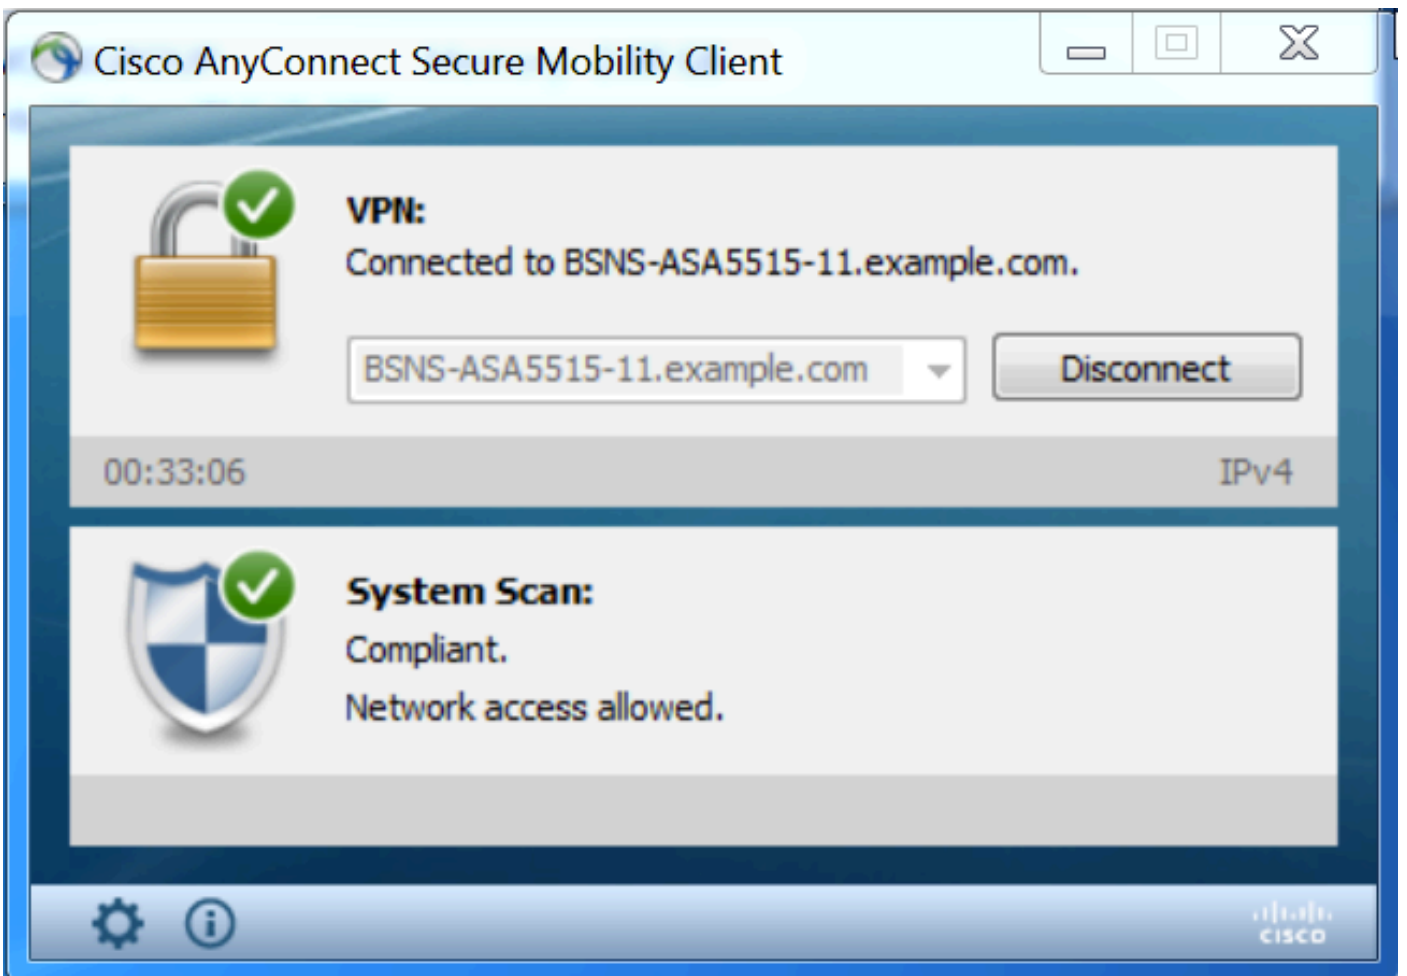 Cisco AnyConnect Secure Mobility Client
VPN:
Connected to BSNS-ASA5515-11.example.com.
BSNS-ASA5515-11.example.com
Disconnect
00:33:06
IPv4
System Scan:
Compliant.
Network access allowed.
CISCO